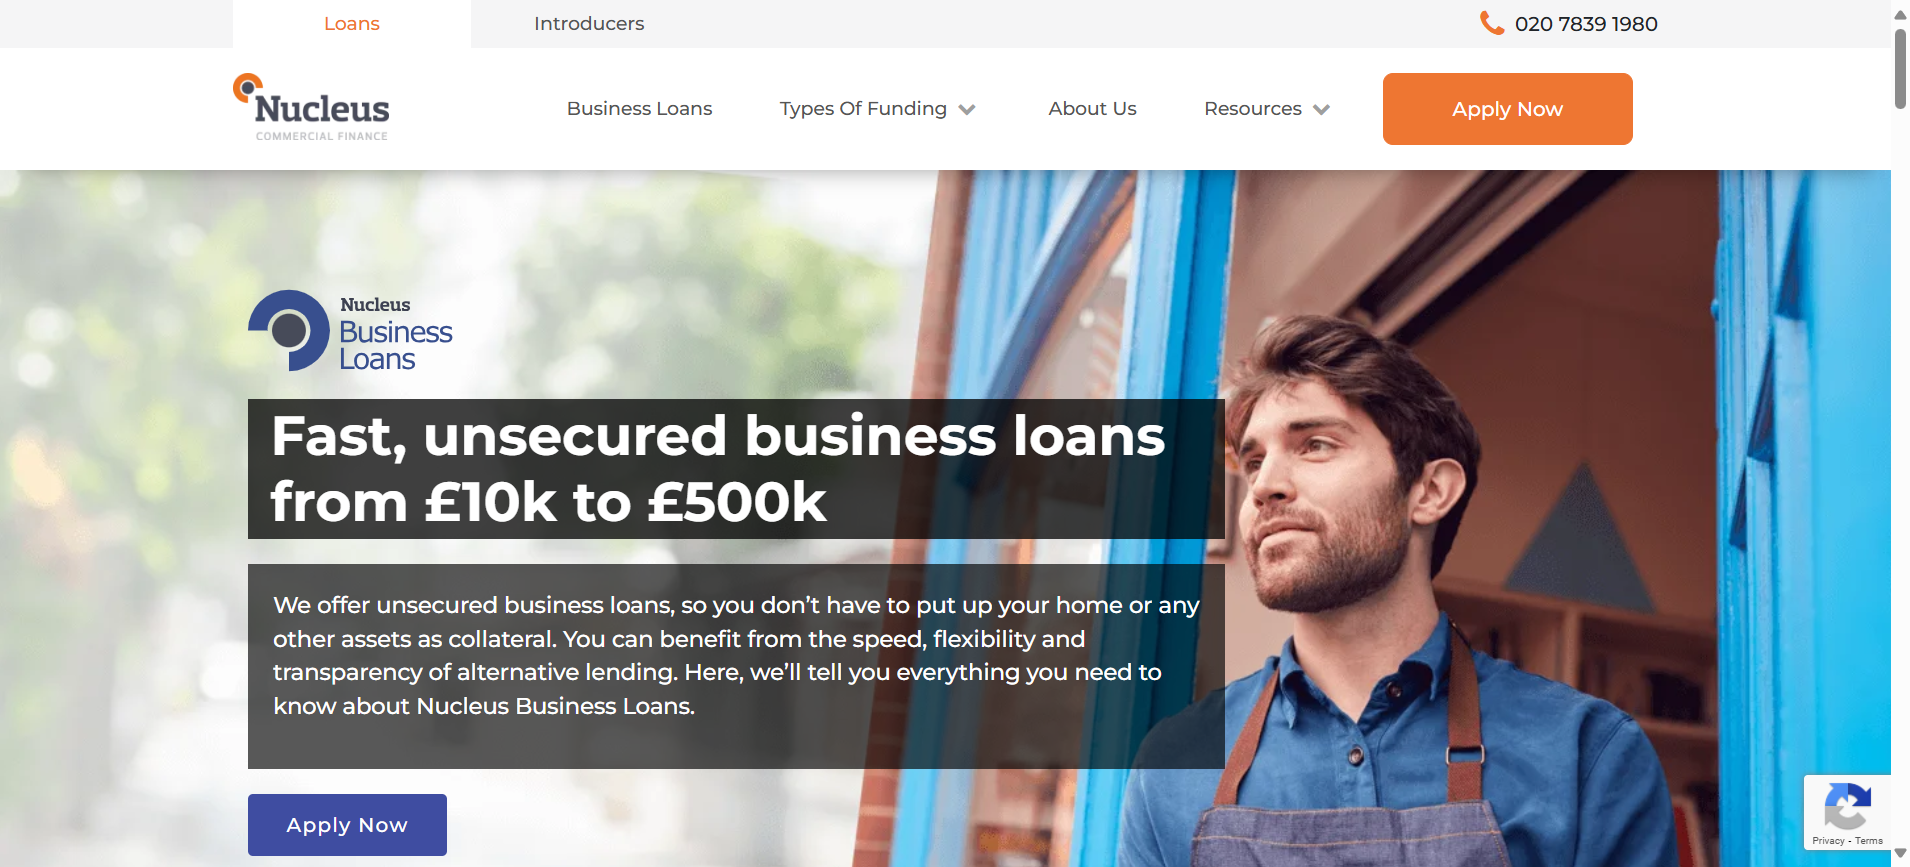 Loans
Introducers
020 7839 1980
Nucleus
COMMERCIAL FINANCE
Business Loans
Types Of Funding
About Us
Resources
Apply Now
Nucleus
Business
Loans
Fast, unsecured business loans
from £10k to £500k
We offer unsecured business loans, so you don't have to put up your home or any
other assets as collateral. You can benefit from the speed, flexibility and
transparency of alternative lending. Here, we'll tell you everything you need to
know about Nucleus Business Loans.
Apply Now
Privacy - Terms